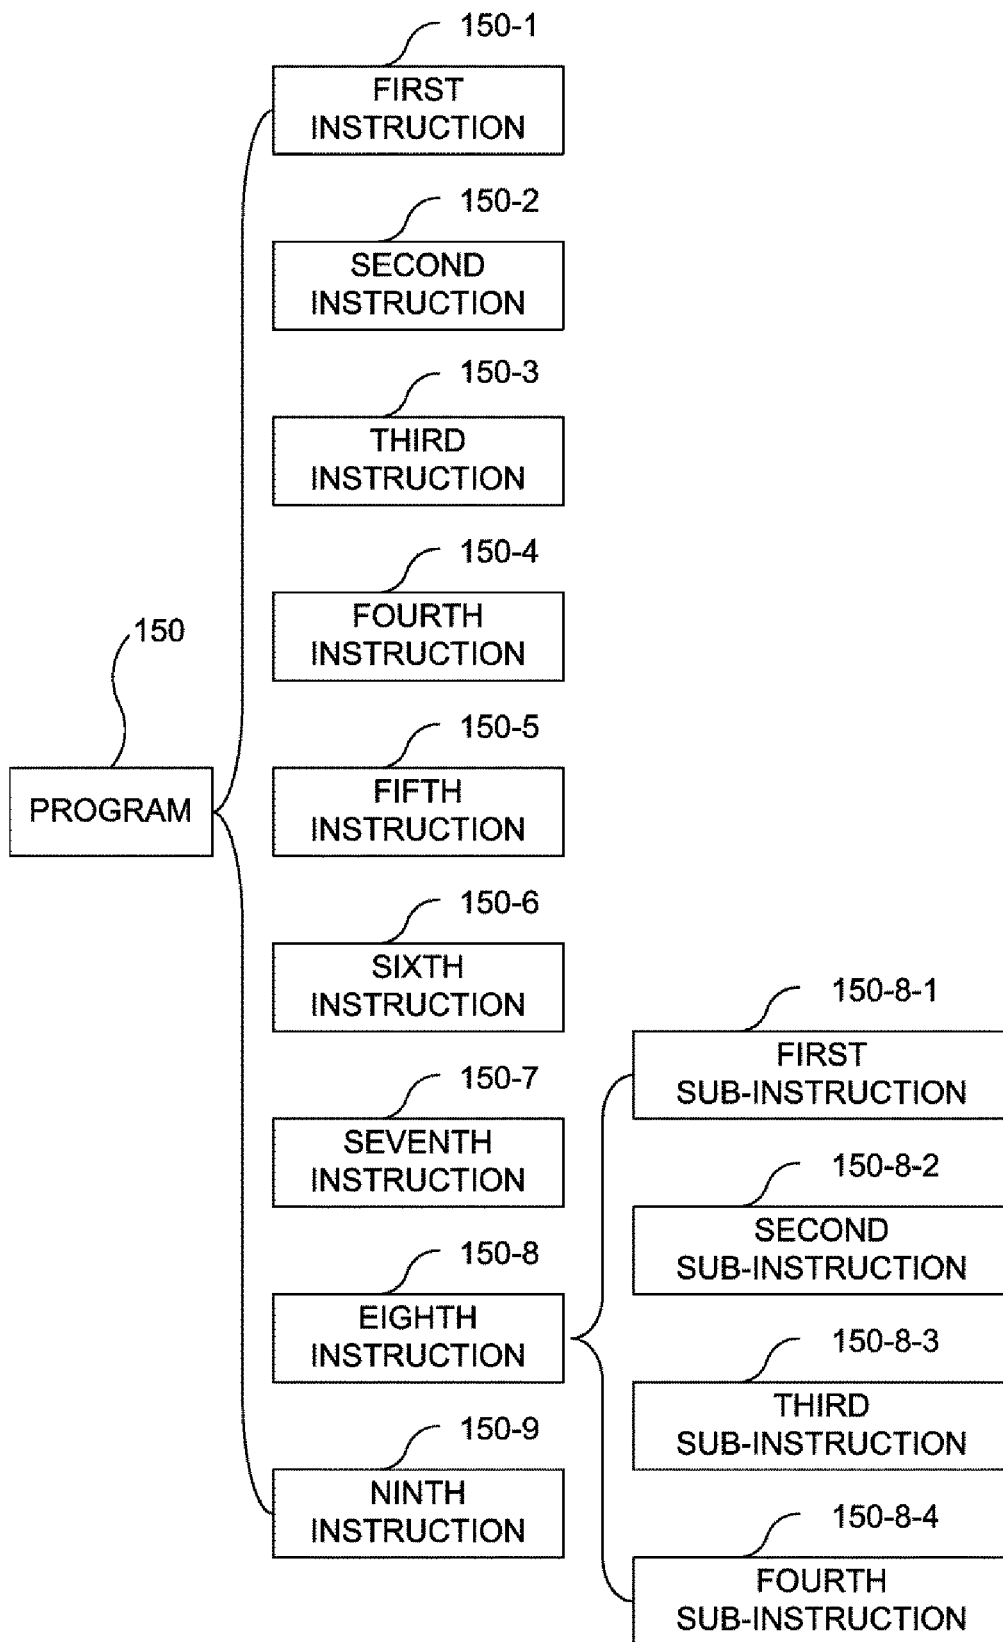 150-1
FIRST
INSTRUCTION
150-2
SECOND
INSTRUCTION
150-3
THIRD
INSTRUCTION
150-4
FOURTH
INSTRUCTION
150
PROGRAM
150-5
FIFTH
INSTRUCTION
150-6
SIXTH
INSTRUCTION
150-7
SEVENTH
INSTRUCTION
150-8
EIGHTH
INSTRUCTION
150-9
NINTH
INSTRUCTION
150-8-1
FIRST
SUB-INSTRUCTION
150-8-2
SECOND
SUB-INSTRUCTION
150-8-3
THIRD
SUB-INSTRUCTION
150-8-4
FOURTH
SUB-INSTRUCTION